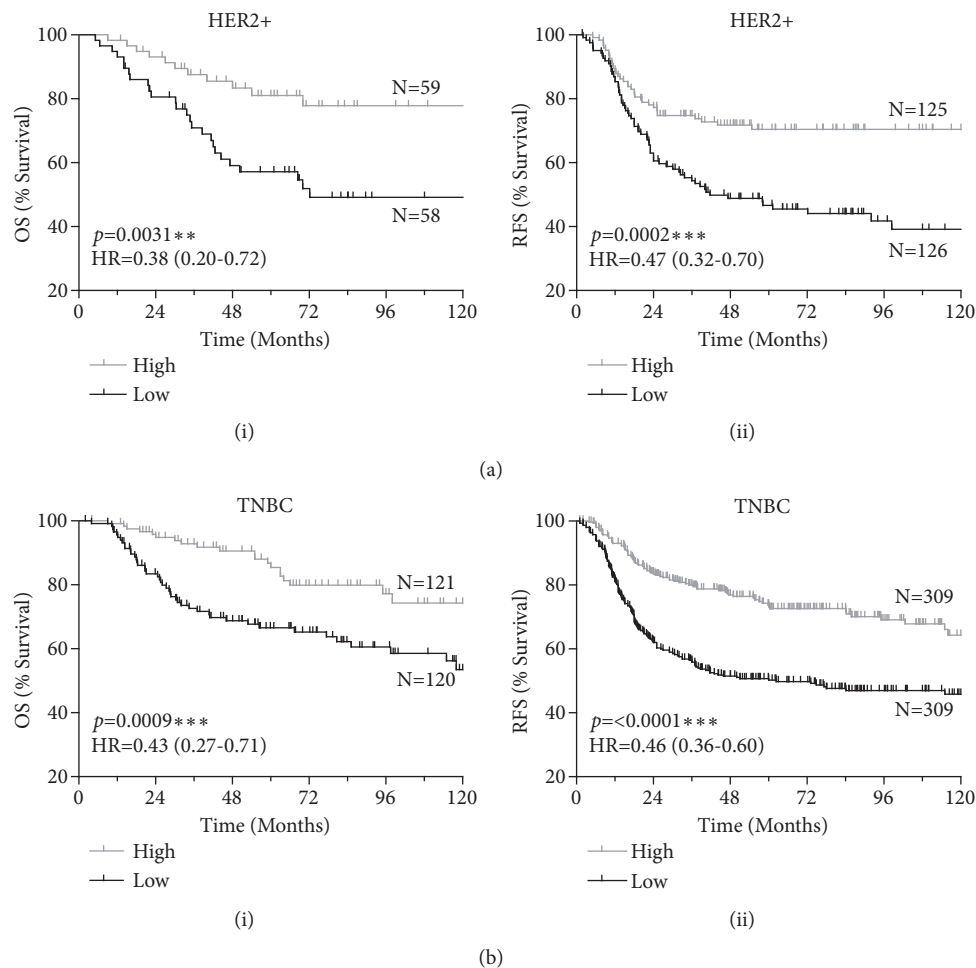 HER2+
100
80
60
40
20
OS (% Survival)
N=59
N=58
p=0.0031**
HR=0.38 (0.20-0.72)
0 24 48 72 96 120
Time (Months)
High
Low
(i)
HER2+
100
80
60
40
20
RFS (% Survival)
N=125
N=126
p=0.0002***
HR=0.47 (0.32-0.70)
0 24 48 72 96 120
Time (Months)
High
Low
(ii)
(a)
TNBC
100
80
60
40
20
OS (% Survival)
N=121
N=120
p=0.0009***
HR=0.43 (0.27-0.71)
0 24 48 72 96 120
Time (Months)
High
Low
(i)
TNBC
100
80
60
40
20
RFS (% Survival)
N=309
N=309
p=<0.0001***
HR=0.46 (0.36-0.60)
0 24 48 72 96 120
Time (Months)
High
Low
(ii)
(b)